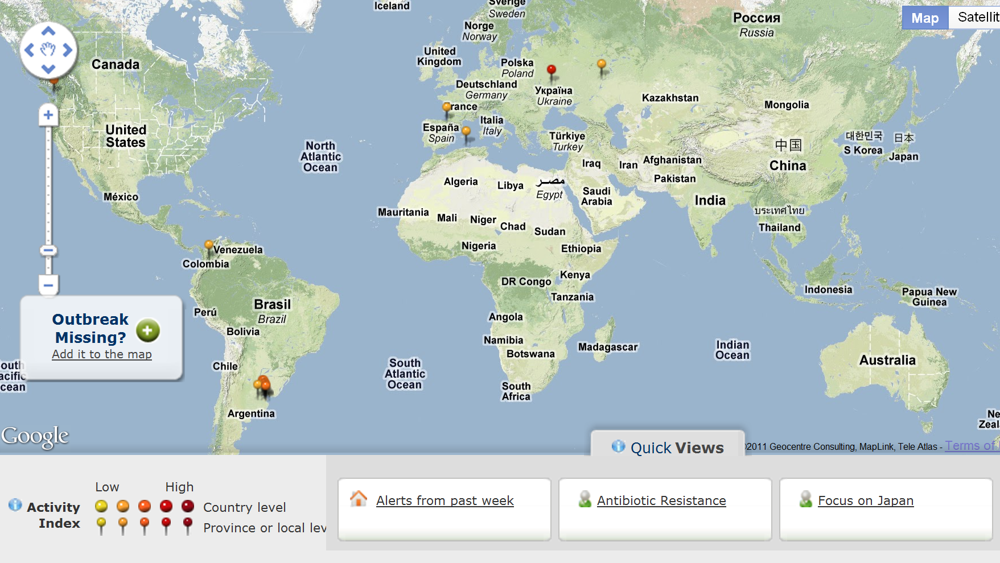 Iceland
Sverige
Sweden
Россия
Russia
Map
Satellit
Norge
Norway
Canada
United
Kingdom
Polska
Poland
Deutschland
Germany
Україна
Ukraine
Kazakhstan
Mongolia
rance
United
States
España
Spain
Italia
Italy
Türkiye
Turkey
North
Atlantic
Ocean
Iraq
Iran
Afghanistan
Pakistan
中国
China
대한민국
S Korea
日本
Japan
México
Algeria
Libya
مصر
Egypt
Saudi
Arabia
India
Mauritania
Mali
Niger
Chad
Sudan
ประเทศไทย
Thailand
Venezuela
Colombia
Nigeria
Ethiopia
DR Congo
Kenya
Tanzania
Indonesia
Papua New
Guinea
Brasil
Brazil
Perú
Bolivia
Angola
Namibia
Botswana
Madagascar
Indian
Ocean
Australia
Outbreak
Missing?
Add it to the map
outh
acific
cean
Chile
South
Atlantic
Ocean
South
Africa
Argentina
Ne
Zeal
Google
Quick Views
©2011 Geocentre Consulting, MapLink, Tele Atlas - Terms of
Low High
Activity
Index
Country level
Province or local lev
Alerts from past week
Antibiotic Resistance
Focus on Japan